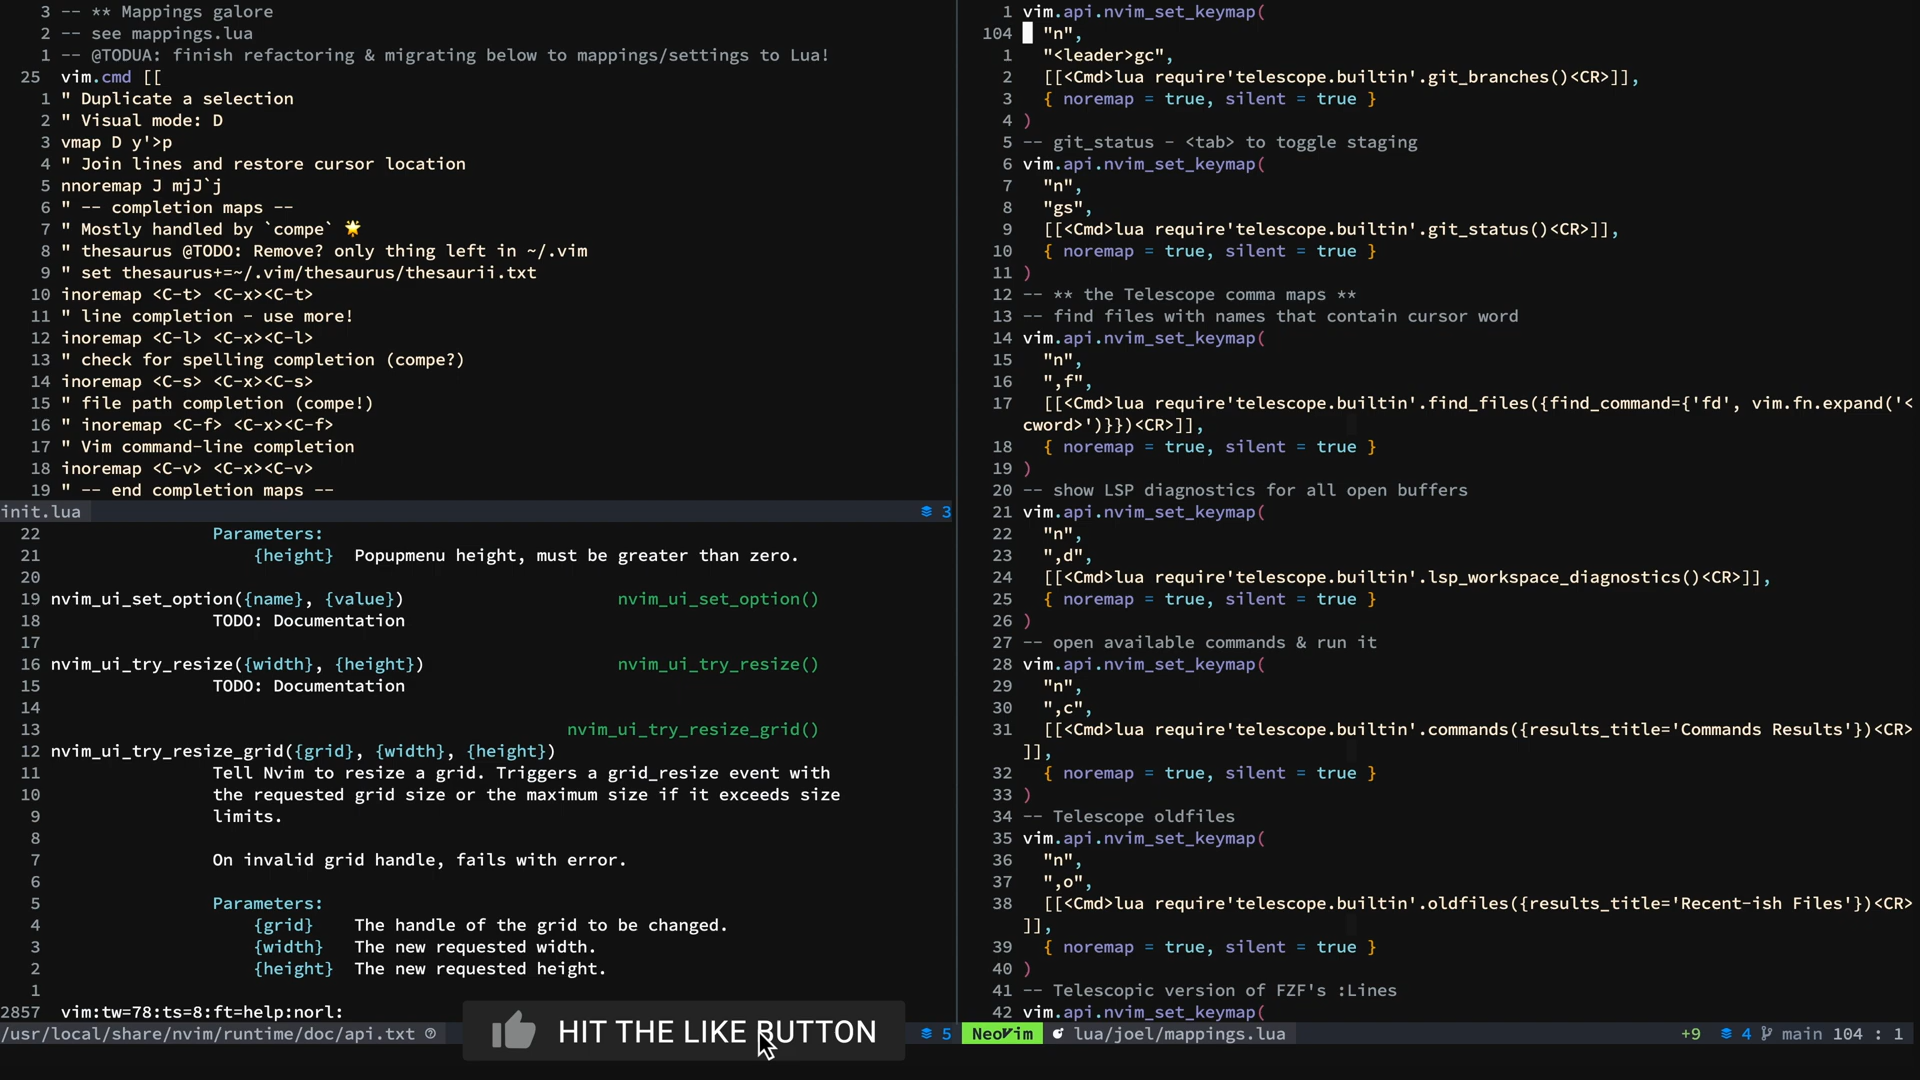 3 -- ** Mappings galore
2 -- see mappings.lua
1 -- @TODUA: finish refactoring & migrating below to mappings/settings to Lua!
25 vim.cmd [[
1 " Duplicate a selection
2 " Visual mode: D
3 vmap D y'>p
4 " Join lines and restore cursor location
5 nnoremap J mjJ`j
6 " -- completion maps --
7 " Mostly handled by `compe` 🌟
8 " thesaurus @TODO: Remove? only thing left in ~/.vim
9 " set thesaurus+=~/.vim/thesaurus/thesaurii.txt
10 inoremap <C-t> <C-x><C-t>
11 " line completion - use more!
12 inoremap <C-l> <C-x><C-l>
13 " check for spelling completion (compe?)
14 inoremap <C-s> <C-x><C-s>
15 " file path completion (compe!)
16 " inoremap <C-f> <C-x><C-f>
17 " Vim command-line completion
18 inoremap <C-v> <C-x><C-v>
19 " -- end completion maps --
init.lua 3
22 Parameters:
21 {height} Popupmenu height, must be greater than zero.
20
19 nvim_ui_set_option({name}, {value}) nvim_ui_set_option()
18 TODO: Documentation
17
16 nvim_ui_try_resize({width}, {height}) nvim_ui_try_resize()
15 TODO: Documentation
14
13 nvim_ui_try_resize_grid()
12 nvim_ui_try_resize_grid({grid}, {width}, {height})
11 Tell Nvim to resize a grid. Triggers a grid_resize event with
10 the requested grid size or the maximum size if it exceeds size
9 limits.
8
7 On invalid grid handle, fails with error.
6
5 Parameters:
4 {grid} The handle of the grid to be changed.
3 {width} The new requested width.
2 {height} The new requested height.
1
2857 vim:tw=78:ts=8:ft=help:norl:
/usr/local/share/nvim/runtime/doc/api.txt 5
HIT THE LIKE BUTTON
1 vim.api.nvim_set_keymap(
104 "n",
1 "<leader>gc",
2 [[<Cmd>lua require'telescope.builtin'.git_branches()<CR>]],
3 { noremap = true, silent = true }
4 )
5 -- git_status - <tab> to toggle staging
6 vim.api.nvim_set_keymap(
7 "n",
8 "gs",
9 [[<Cmd>lua require'telescope.builtin'.git_status()<CR>]],
10 { noremap = true, silent = true }
11 )
12 -- ** the Telescope comma maps **
13 -- find files with names that contain cursor word
14 vim.api.nvim_set_keymap(
15 "n",
16 ",f",
17 [[<Cmd>lua require'telescope.builtin'.find_files({find_command={'fd', vim.fn.expand('<
cword>')}})<CR>]],
18 { noremap = true, silent = true }
19 )
20 -- show LSP diagnostics for all open buffers
21 vim.api.nvim_set_keymap(
22 "n",
23 ",d",
24 [[<Cmd>lua require'telescope.builtin'.lsp_workspace_diagnostics()<CR>]],
25 { noremap = true, silent = true }
26 )
27 -- open available commands & run it
28 vim.api.nvim_set_keymap(
29 "n",
30 ",c",
31 [[<Cmd>lua require'telescope.builtin'.commands({results_title='Commands Results'})<CR>
]],
32 { noremap = true, silent = true }
33 )
34 -- Telescope oldfiles
35 vim.api.nvim_set_keymap(
36 "n",
37 ",o",
38 [[<Cmd>lua require'telescope.builtin'.oldfiles({results_title='Recent-ish Files'})<CR>
]],
39 { noremap = true, silent = true }
40 )
41 -- Telescopic version of FZF's :Lines
42 vim.api.nvim_set_keymap(
NeoVim lua/joel/mappings.lua +9 4 main 104 : 1